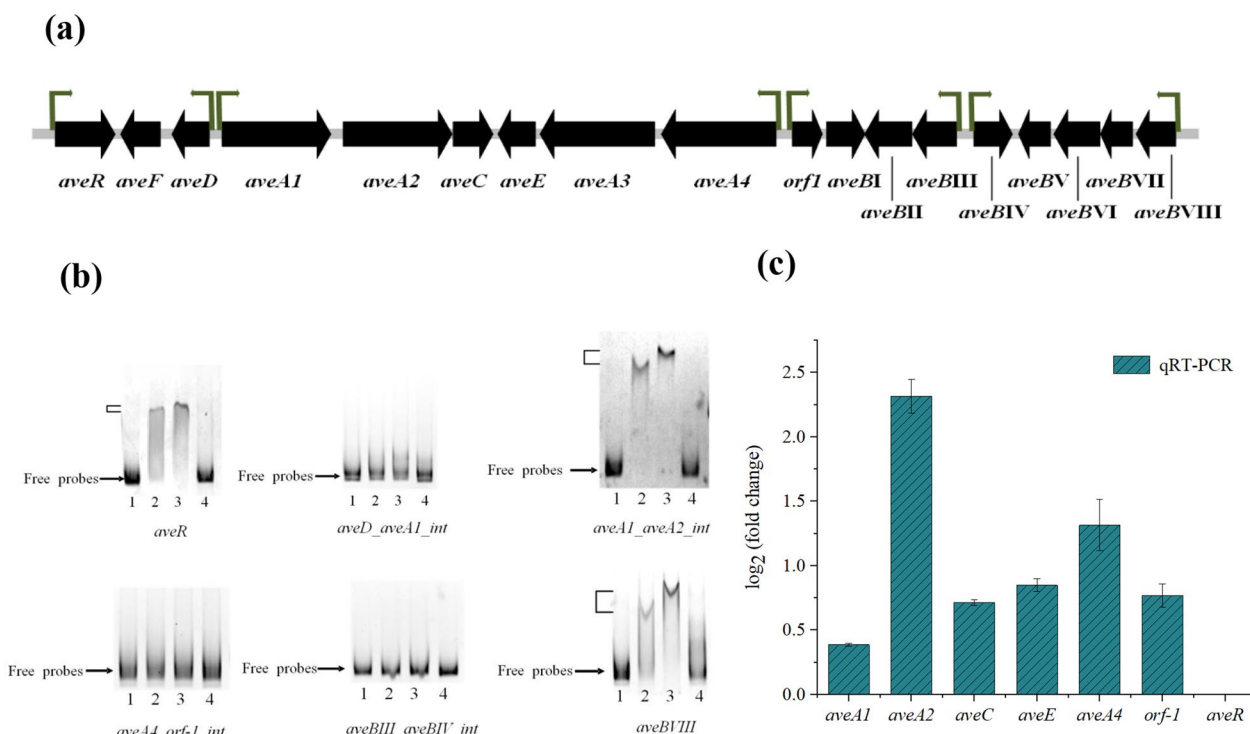 (a)
aveR aveF aveD aveA1 aveA2 aveC aveE aveA3 aveA4 orf1 aveBI aveBIII aveBV aveBVII
aveBII aveBIV aveBVI aveBVIII
(b)
Free probes
1 2 3 4
aveR
Free probes
1 2 3 4
aveD_aveA1_int
Free probes
1 2 3 4
aveA1_aveA2_int
Free probes
1 2 3 4
aveA4_orf-1_int
Free probes
1 2 3 4
aveBIII_aveBIV_int
Free probes
1 2 3 4
aveBVIII
(c)
qRT-PCR
log2 (fold change)
2.5
2.0
1.5
1.0
0.5
0.0
aveA1 aveA2 aveC aveE aveA4 orf-1 aveR